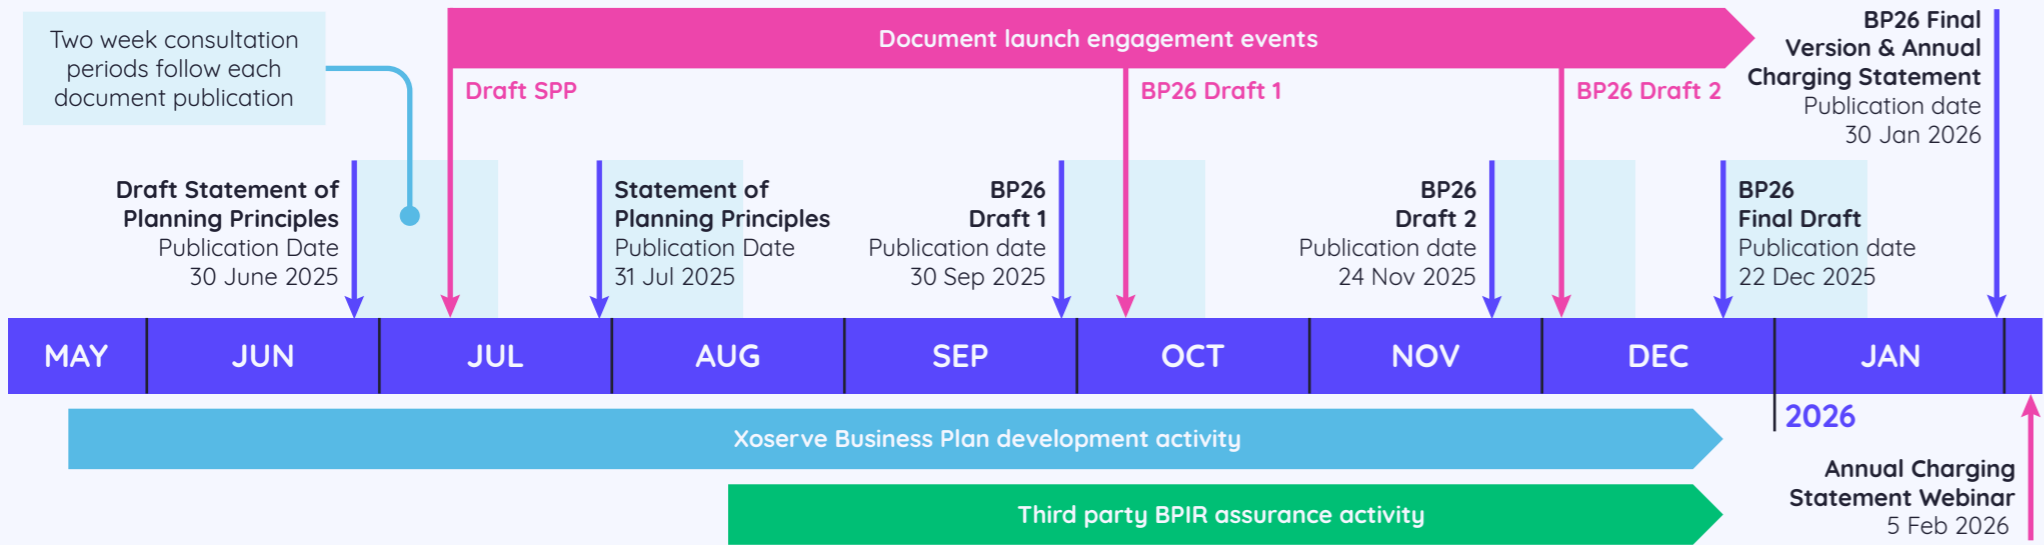 Two week consultation
periods follow each
document publication
Document launch engagement events
Draft SPP
BP26 Draft 1
BP26 Draft 2
BP26 Final
Version & Annual
Charging Statement
Publication date
30 Jan 2026
Draft Statement of
Planning Principles
Publication Date
30 June 2025
Statement of
Planning Principles
Publication Date
31 Jul 2025
BP26
Draft 1
Publication date
30 Sep 2025
BP26
Draft 2
Publication date
24 Nov 2025
BP26
Final Draft
Publication date
22 Dec 2025
MAY
JUN
JUL
AUG
SEP
OCT
NOV
DEC
JAN
2026
Xoserve Business Plan development activity
Third party BPIR assurance activity
Annual Charging
Statement Webinar
5 Feb 2026